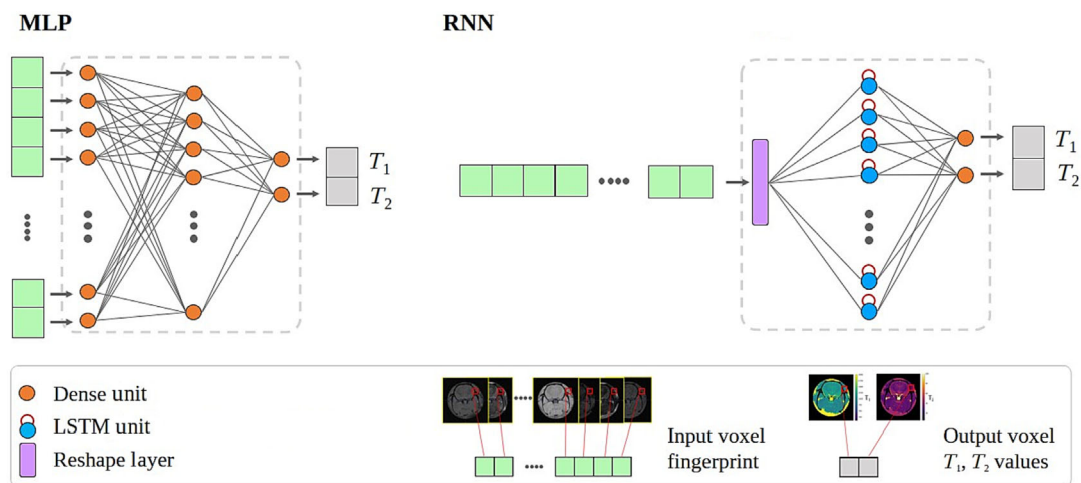 MLP
RNN
T1
T2
T1
T2
Dense unit
LSTM unit
Reshape layer
Input voxel
fingerprint
T1
Output voxel
T1, T2 values